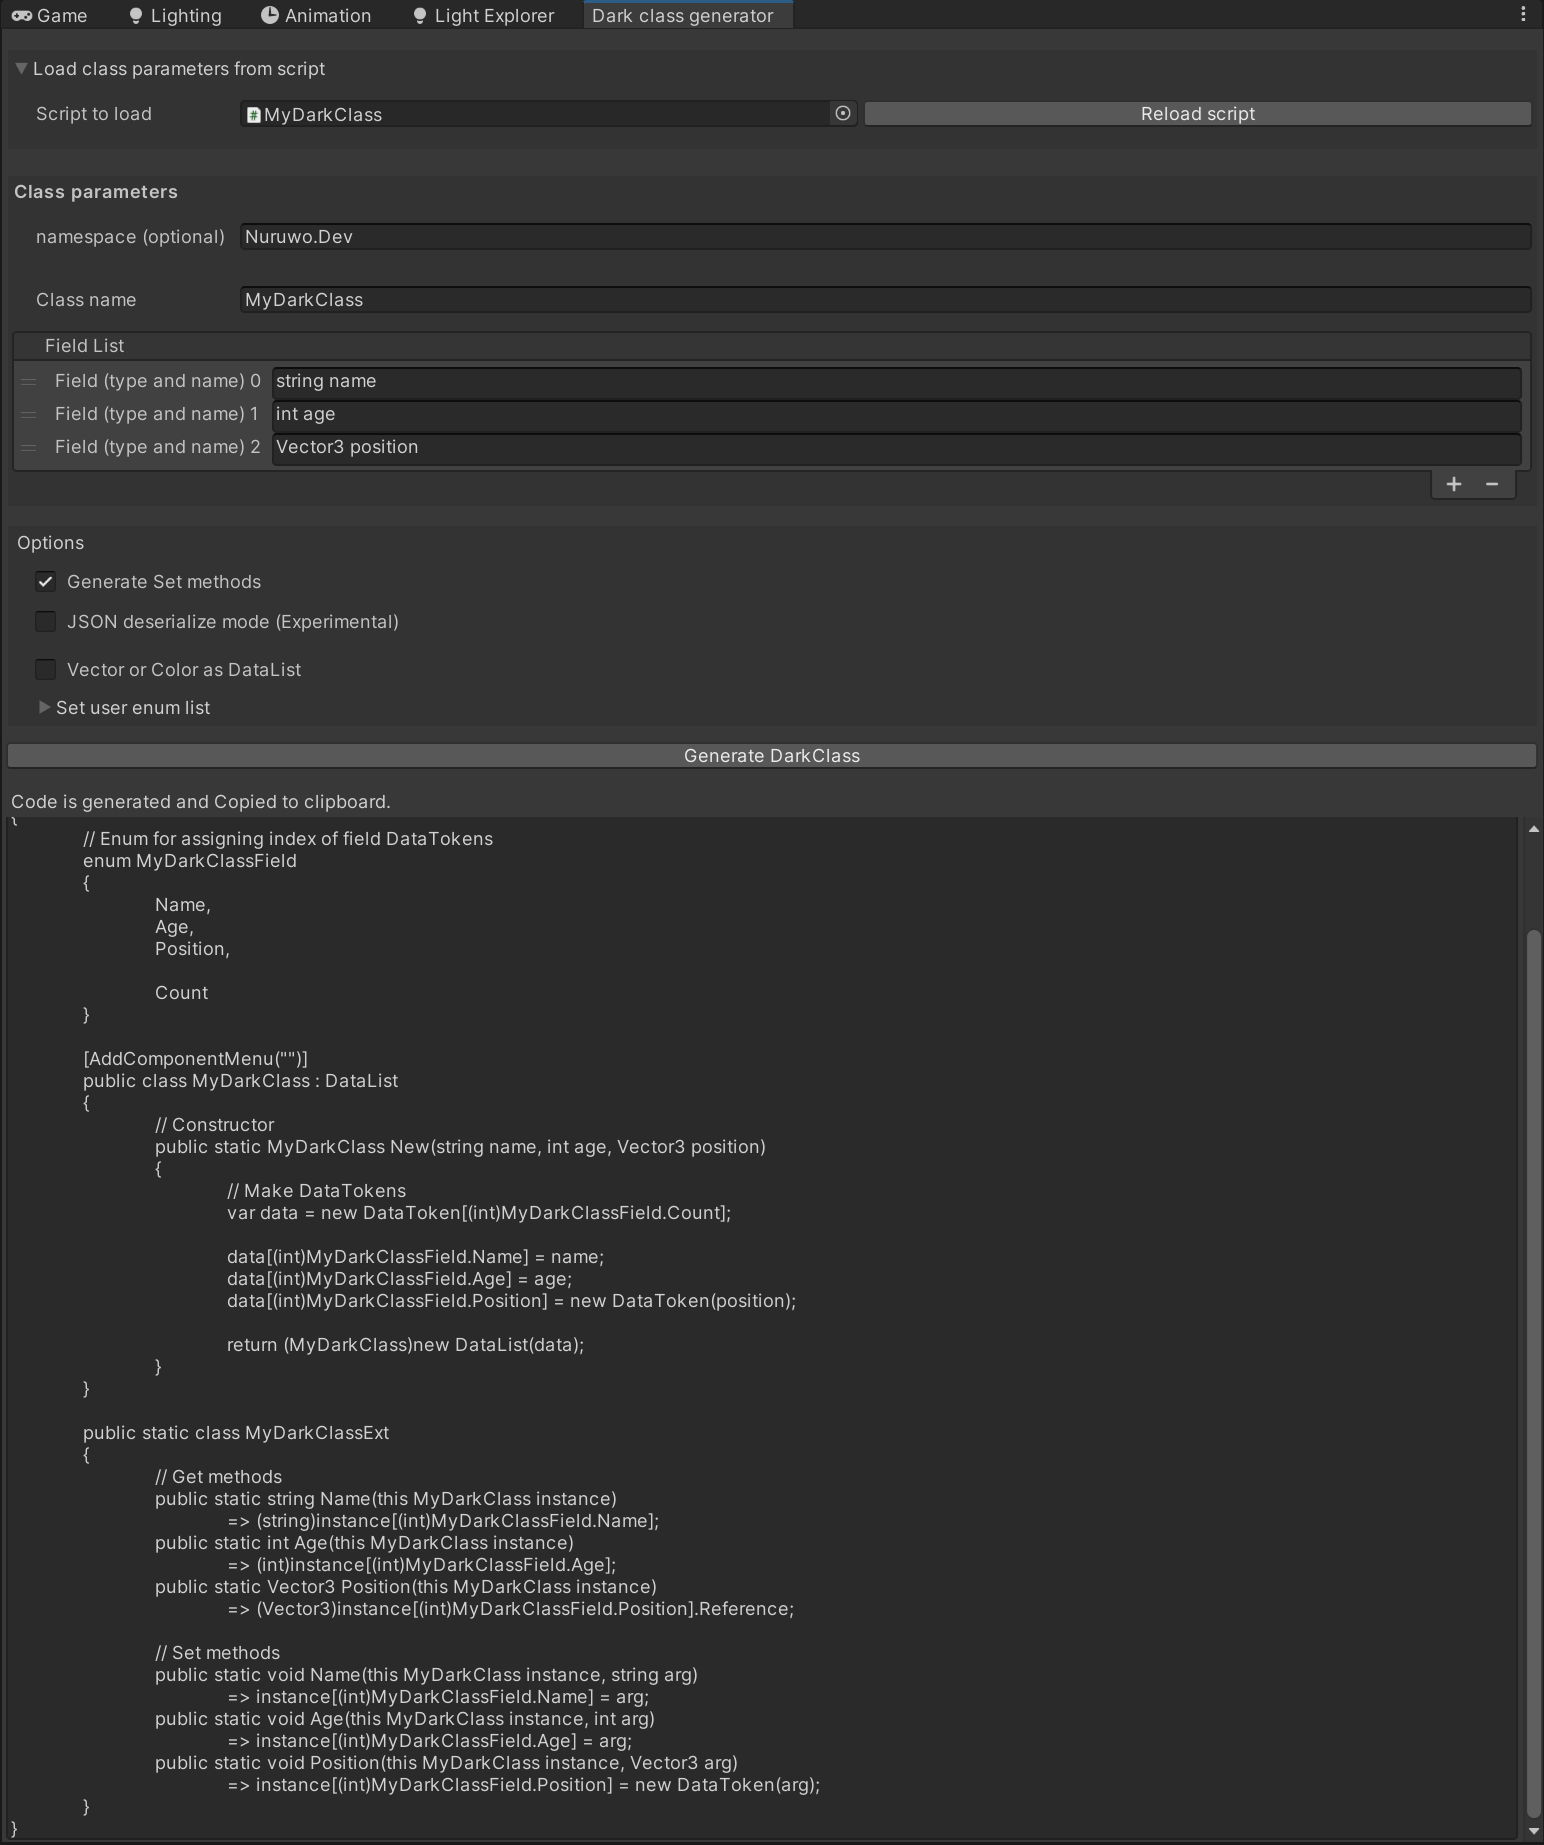 Game Lighting Animation Light Explorer Dark class generator
Load class parameters from script
Script to load # MyDarkClass Reload script
Class parameters
namespace (optional) Nuruwo.Dev
Class name MyDarkClass
Field List
Field (type and name) 0 string name
Field (type and name) 1 int age
Field (type and name) 2 Vector3 position
+ −
Options
Generate Set methods
JSON deserialize mode (Experimental)
Vector or Color as DataList
Set user enum list
Generate DarkClass
Code is generated and Copied to clipboard.
{
// Enum for assigning index of field DataTokens
enum MyDarkClassField
{
Name,
Age,
Position,
Count
}
[AddComponentMenu("")]
public class MyDarkClass : DataList
{
// Constructor
public static MyDarkClass New(string name, int age, Vector3 position)
{
// Make DataTokens
var data = new DataToken[(int)MyDarkClassField.Count];
data[(int)MyDarkClassField.Name] = name;
data[(int)MyDarkClassField.Age] = age;
data[(int)MyDarkClassField.Position] = new DataToken(position);
return (MyDarkClass)new DataList(data);
}
}
public static class MyDarkClassExt
{
// Get methods
public static string Name(this MyDarkClass instance)
=> (string)instance[(int)MyDarkClassField.Name];
public static int Age(this MyDarkClass instance)
=> (int)instance[(int)MyDarkClassField.Age];
public static Vector3 Position(this MyDarkClass instance)
=> (Vector3)instance[(int)MyDarkClassField.Position].Reference;
// Set methods
public static void Name(this MyDarkClass instance, string arg)
=> instance[(int)MyDarkClassField.Name] = arg;
public static void Age(this MyDarkClass instance, int arg)
=> instance[(int)MyDarkClassField.Age] = arg;
public static void Position(this MyDarkClass instance, Vector3 arg)
=> instance[(int)MyDarkClassField.Position] = new DataToken(arg);
}
}